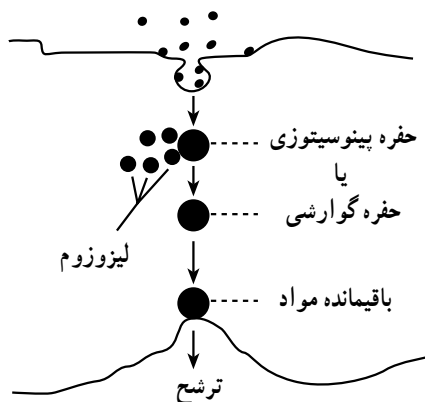 حفره پینوسیتوزی
یا
حفره گوارشی
لیزوزوم
باقیمانده مواد
ترشح